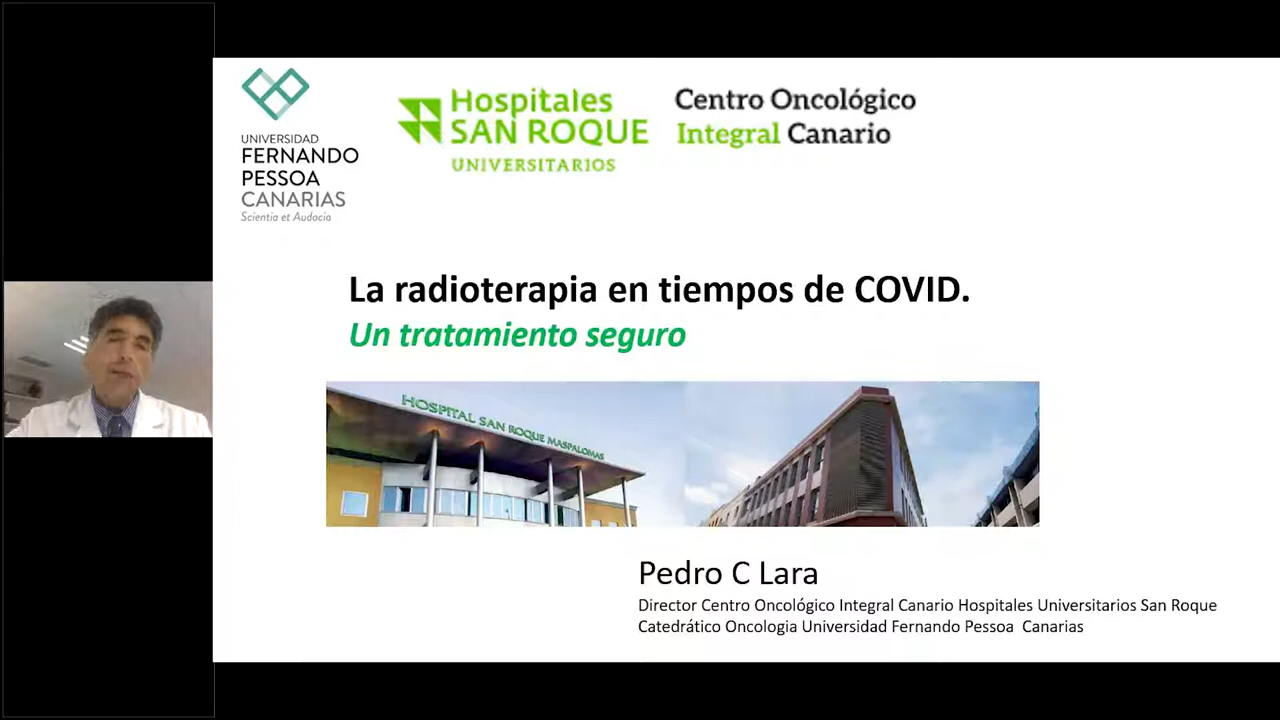 UNIVERSIDAD
FERNANDO
PESSOA
CANARIAS
Scientia et Audacia
Hospitales
SAN ROQUE
UNIVERSITARIOS
Centro Oncológico
Integral Canario
La radioterapia en tiempos de COVID.
Un tratamiento seguro
HOSPITAL SAN ROQUE MASPALOMAS
Pedro C Lara
Director Centro Oncológico Integral Canario Hospitales Universitarios San Roque
Catedrático Oncologia Universidad Fernando Pessoa Canarias